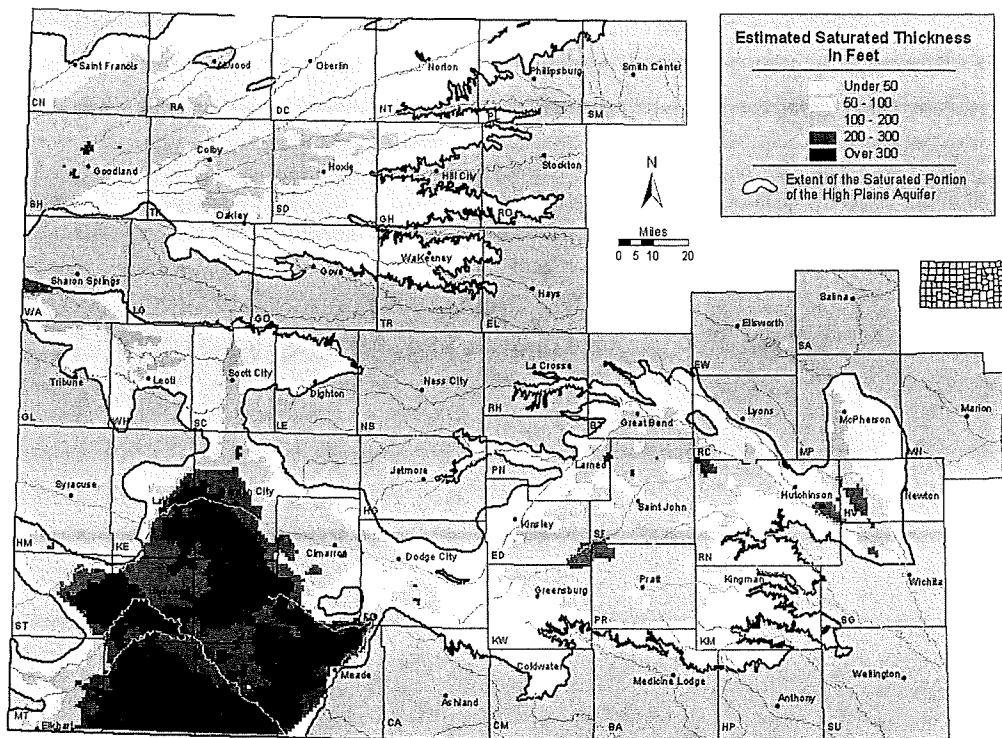 Estimated Saturated Thickness
In Feet
Under 50
50 - 100
100 - 200
200 - 300
Over 300
Extent of the Saturated Portion
of the High Plains Aquifer
N
Miles
0 5 10 20
Saint Francis
Oberlin
Norton
Philipsburg
Smith Center
CN
RA
DC
NT
SM
Goodland
Colby
Hoxie
Hill City
Stockton
SH
TH
SD
GH
RO
Oakley
Sharon Springs
Gove
WaKeeney
Hays
WA
LG
GO
TR
EL
Salina
Ellsworth
SA
EW
Tribune
Leoti
Scott City
Dighton
Ness City
La Crosse
Great Bend
Lyons
McPherson
Marion
GL
WH
SC
LE
NS
RH
BT
RC
MP
MN
Syracuse
Jetmore
Larned
Saint John
Hutchinson
Newton
HM
KE
HG
PN
HV
Cimarron
Dodge City
Kinsley
ED
SF
RN
Wichita
ST
Greensburg
Pratt
Kingman
KW
PR
KM
SG
MT
Meade
Coldwater
Medicine Lodge
Anthony
Wellington
Ashland
CA
CM
BA
HP
SU